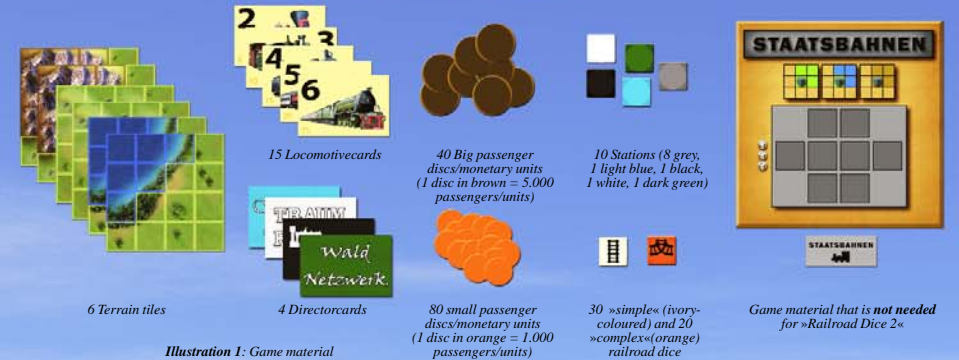 STAATSBAHNEN
2
3
4
5
6
15 Locomotivecards
40 Big passenger
discs/monetary units
(1 disc in brown = 5.000
passengers/units)
10 Stations (8 grey,
1 light blue, 1 black,
1 white, 1 dark green)
TRAUM
Wald
Netzwerk
STAATSBAHNEN
6 Terrain tiles
4 Directorcards
80 small passenger
discs/monetary units
(1 disc in orange = 1.000
passengers/units)
30 »simple« (ivory-
coloured) and 20
»complex«(orange)
railroad dice
Game material that is not needed
for »Railroad Dice 2«
Illustration 1: Game material